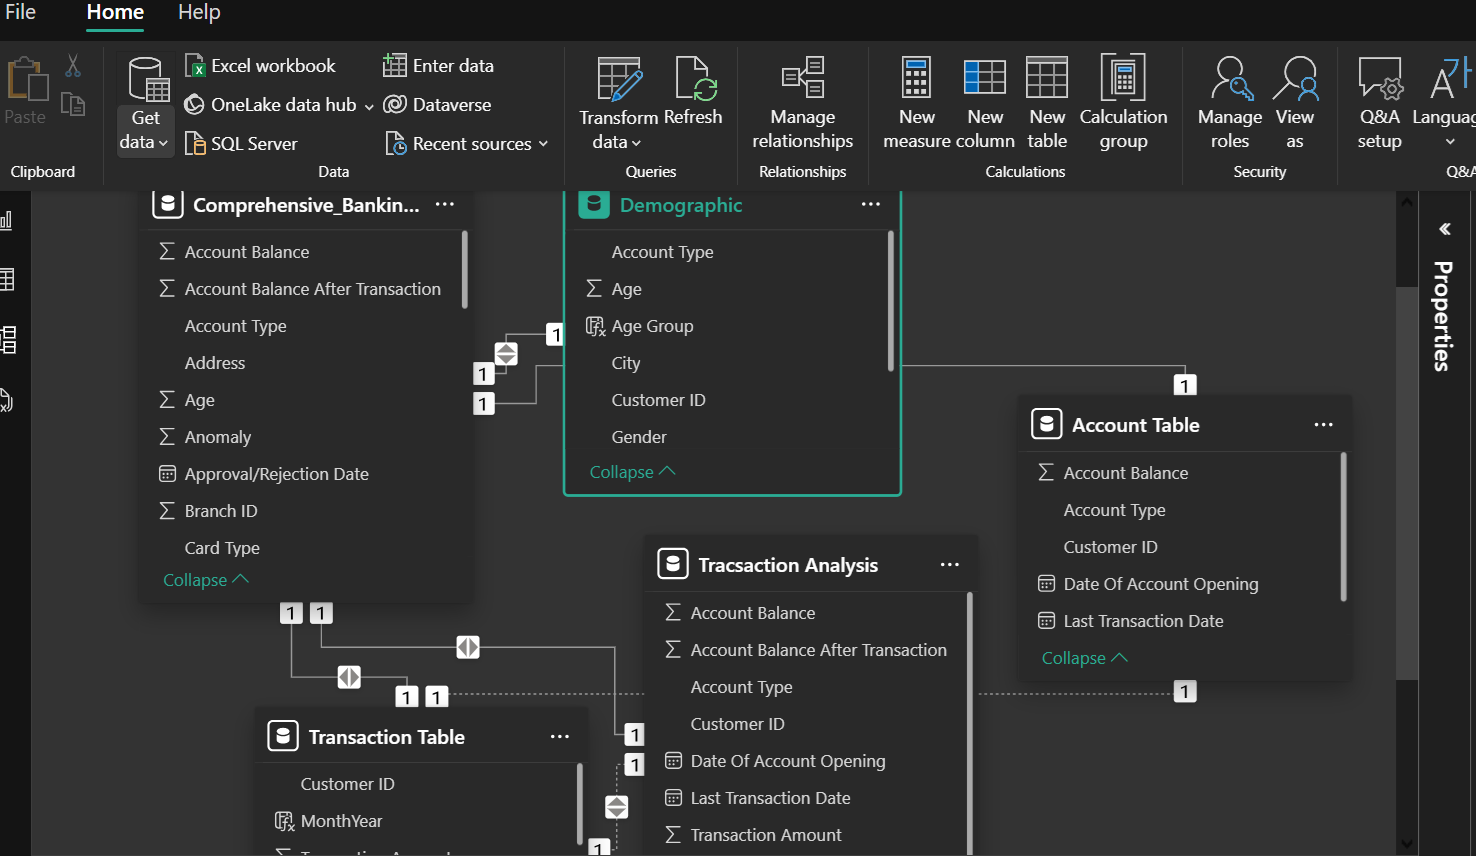 File
Home
Help
Paste
Clipboard
Get data
Excel workbook
OneLake data hub
SQL Server
Enter data
Dataverse
Recent sources
Data
Transform data
Refresh
Queries
Manage relationships
Relationships
New measure
New column
New table
Calculation group
Calculations
Manage roles
View as
Security
Q&A setup
Languag
Q&A
Comprehensive_Bankin...
Account Balance
Account Balance After Transaction
Account Type
Address
Age
Anomaly
Approval/Rejection Date
Branch ID
Card Type
Collapse
1
1
1
Demographic
Account Type
Age
Age Group
City
Customer ID
Gender
Collapse
1
Account Table
Account Balance
Account Type
Customer ID
Date Of Account Opening
Last Transaction Date
Collapse
1
Properties
1
1
1
1
1
1
1
Transaction Table
Customer ID
MonthYear
Tracsaction Analysis
Account Balance
Account Balance After Transaction
Account Type
Customer ID
Date Of Account Opening
Last Transaction Date
Transaction Amount